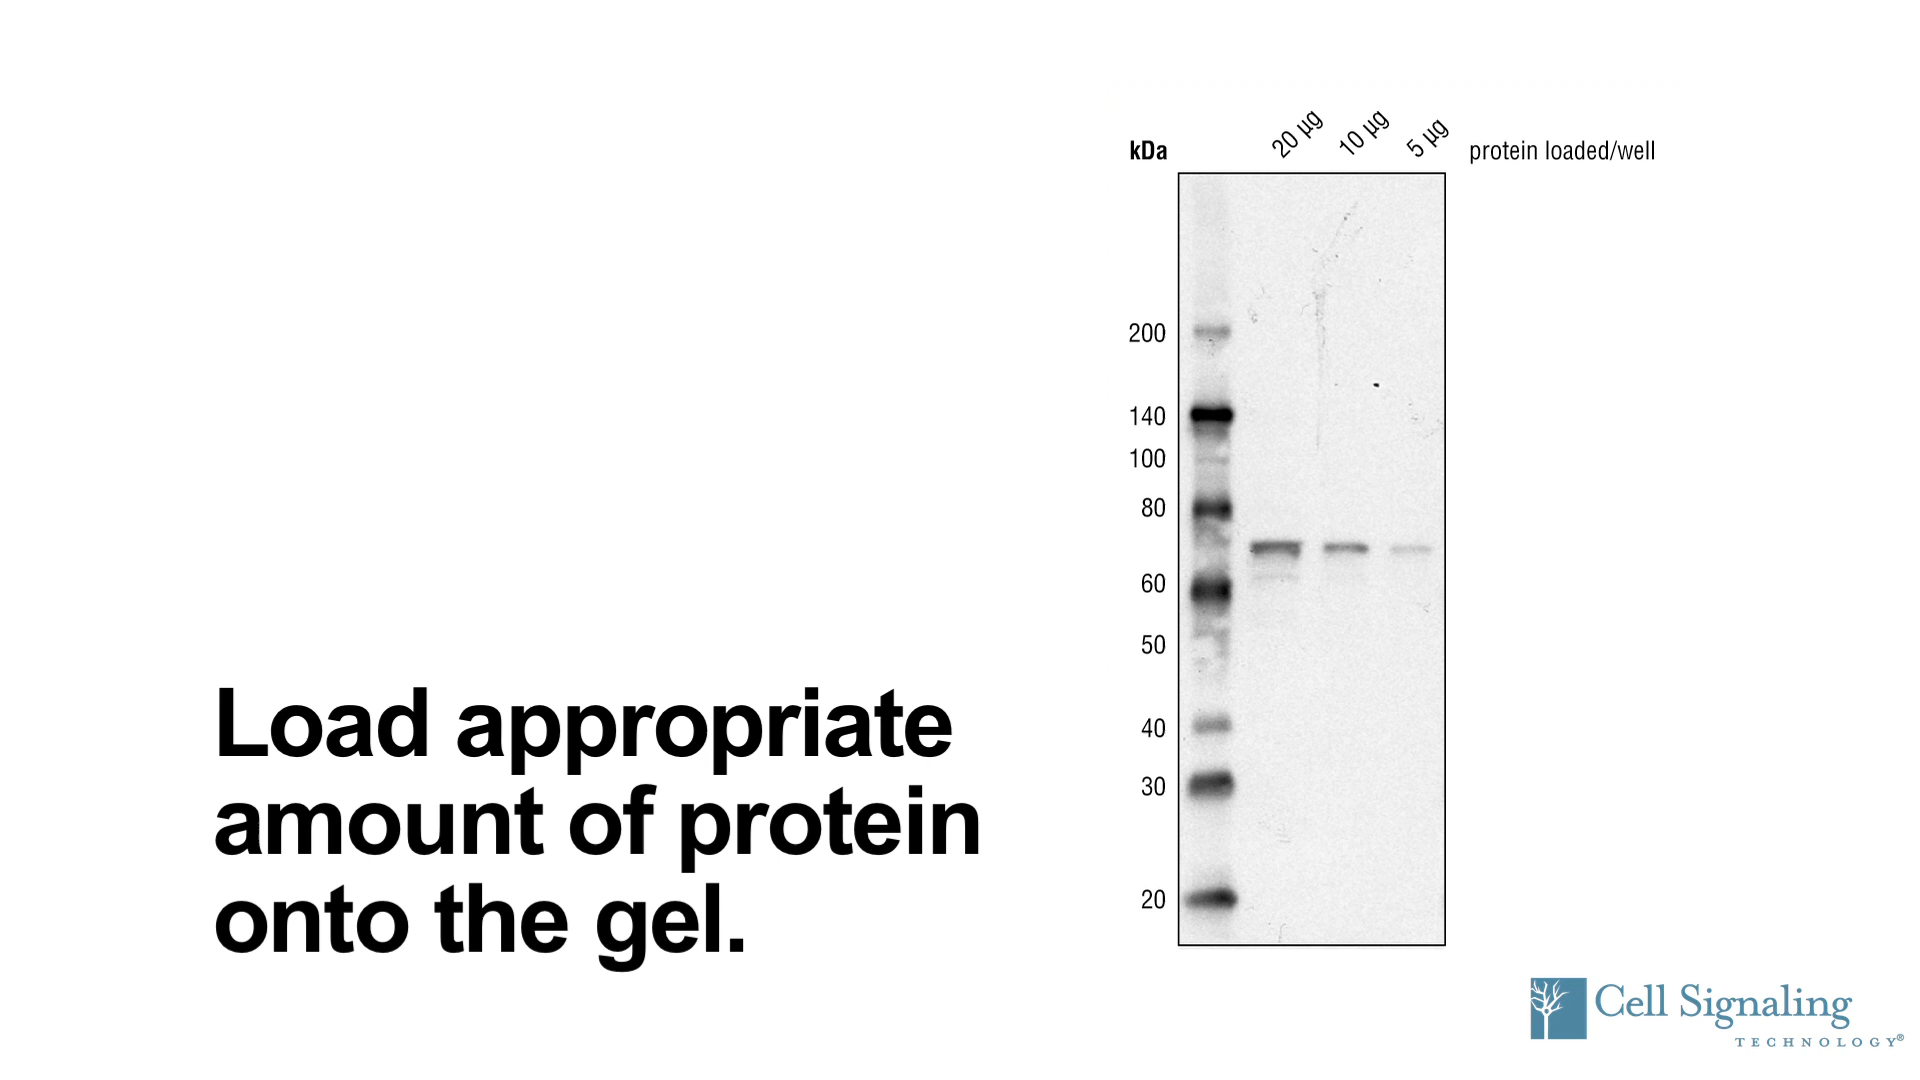 kDa 20 µg 10 µg 5 µg protein loaded/well
200
140
100
80
60
50
40
30
20
Load appropriate
amount of protein
onto the gel.
Cell Signaling
TECHNOLOGY®